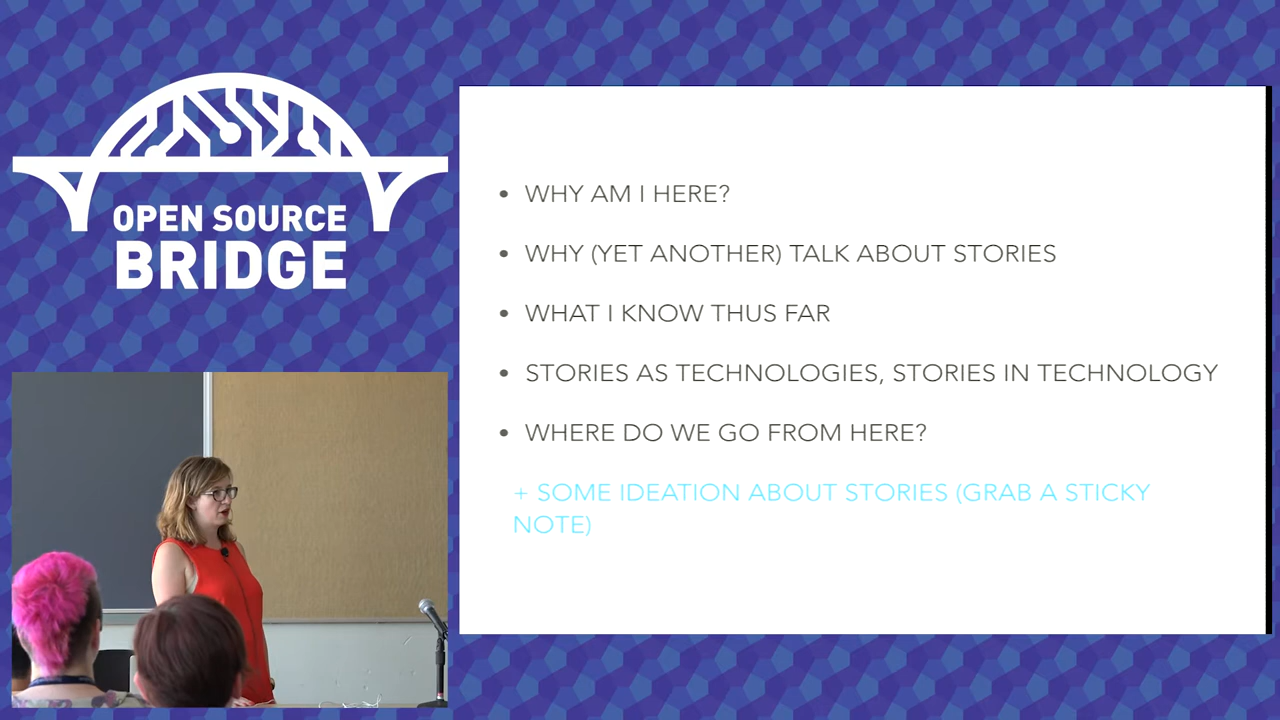 OPEN SOURCE
BRIDGE
• WHY AM I HERE?
• WHY (YET ANOTHER) TALK ABOUT STORIES
• WHAT I KNOW THUS FAR
• STORIES AS TECHNOLOGIES, STORIES IN TECHNOLOGY
• WHERE DO WE GO FROM HERE?
+ SOME IDEATION ABOUT STORIES (GRAB A STICKY
NOTE)